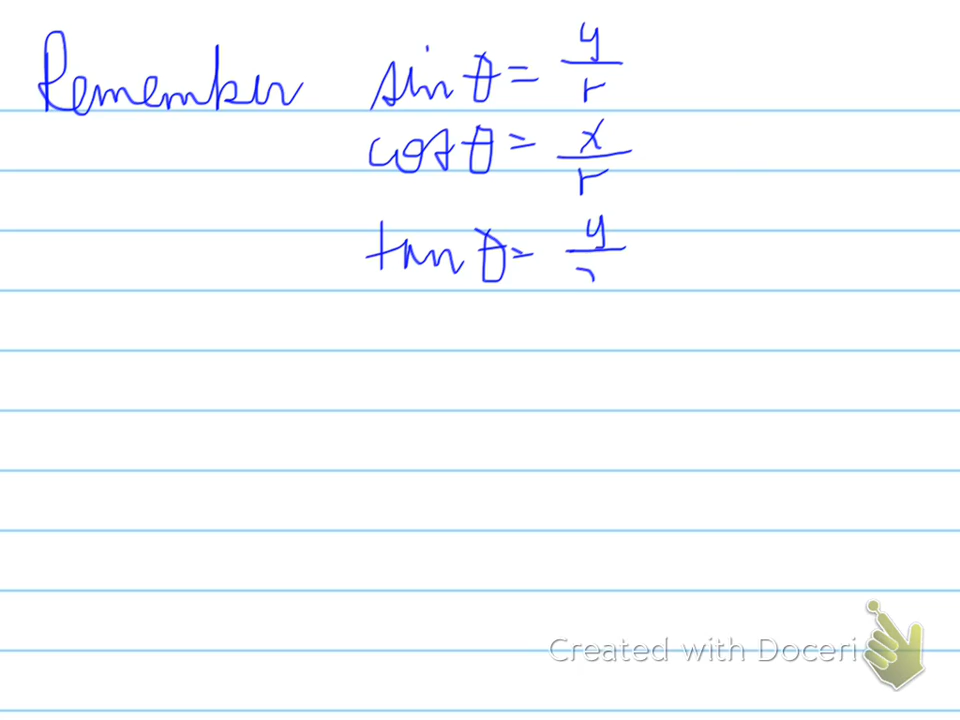 Remember sin θ = y/r
cos θ = x/r
tan θ = y/
Created with Doceri